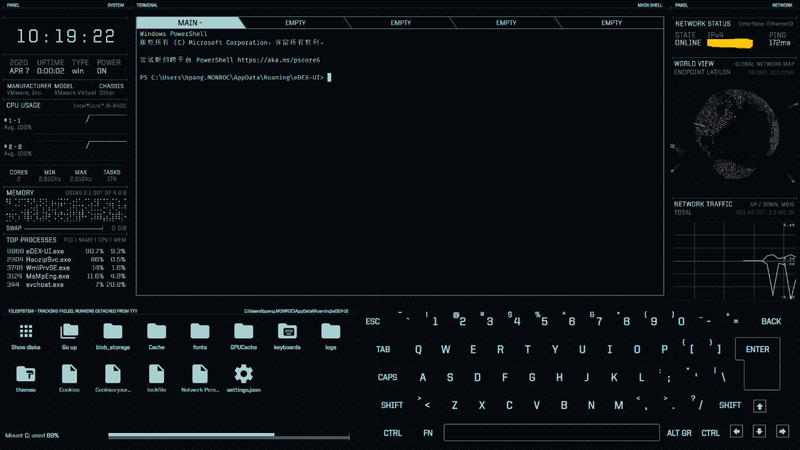 PANEL SYSTEM
TERMINAL MAIN SHELL
PANEL NETWORK
10:19:22
2020 UPTIME TYPE POWER
APR 7 0:00:02 win ON
MANUFACTURER MODEL CHASSIS
VMware, Inc. VMware Virtual Other
CPU USAGE Intel® Core™ i5-8400
# 1 - 1
Avg. 100%
# 2 - 2
Avg. 100%
CORES MIN MAX TASKS
2 2.81GHz 2.81GHz 174
MEMORY USING 2.1 OUT OF
SWAP 0 GiB
TOP PROCESSES PID | NAME | CPU | MEM
9868 eDEX-UI.exe 90.7% 9.3%
2304 HaozipSvc.exe 86% 0.5%
3748 WmiPrvSE.exe 14% 1.6%
3124 MsMpEng.exe 11.6% 4.8%
344 svchost.exe 7% 20.8%
MAIN - EMPTY EMPTY EMPTY EMPTY
Windows PowerShell
版权所有 (C) Microsoft Corporation。保留所有权利。
尝试新的跨平台 PowerShell https://aka.ms/pscore6
PS C:\Users\bpang.MONROC\AppData\Roaming\eDEX-UI>
NETWORK STATUS Interface: Ethernet0
STATE IPv4 PING
ONLINE 172ms
WORLD VIEW GLOBAL NETWORK MAP
ENDPOINT LAT/LON
NETWORK TRAFFIC UP / DOWN, MB/S
TOTAL
FILESYSTEM - TRACKING FAILED, RUNNING DETACHED FROM TTY C:\Users\bpang.MONROC\AppData\Roaming\eDEX-UI
Show disks Go up blob_storage Cache fonts GPUCache keyboards logs
themes Cookies Cookies-jour... lockfile Network Pers... settings.json
Mount C: used 69%
ESC ~ ` ! 1 @ 2 # 3 $ 4 % 5 ^ 6 & 7 * 8 ( 9 ) 0 _ - + = BACK
TAB Q W E R T Y U I O P { [ } ] ENTER
CAPS A S D F G H J K L : ; " ' | \
SHIFT > < Z X C V B N M < , > . ? / SHIFT
CTRL FN ALT GR CTRL